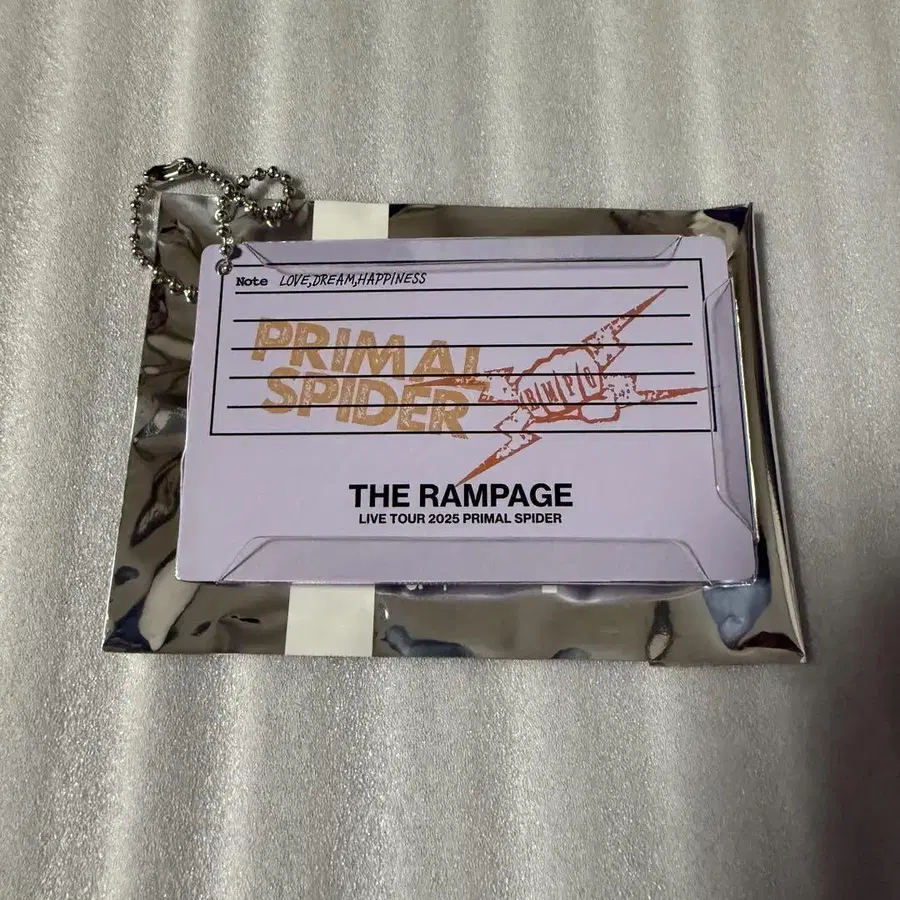 Note LOVE,DREAM,HAPPINESS
PRIMAL
SPIDER
RMPG
THE RAMPAGE
LIVE TOUR 2025 PRIMAL SPIDER